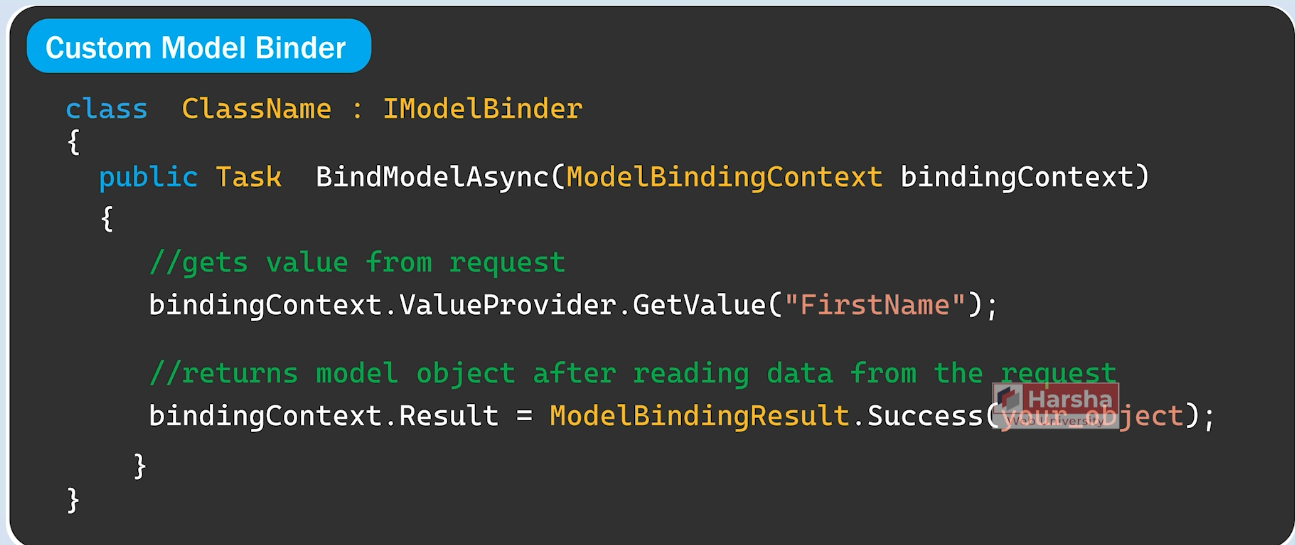 Custom Model Binder
class ClassName : IModelBinder
{
public Task BindModelAsync(ModelBindingContext bindingContext)
{
//gets value from request
bindingContext.ValueProvider.GetValue("FirstName");
//returns model object after reading data from the request
bindingContext.Result = ModelBindingResult.Success(your_object);
Harsha
Web University
}
}